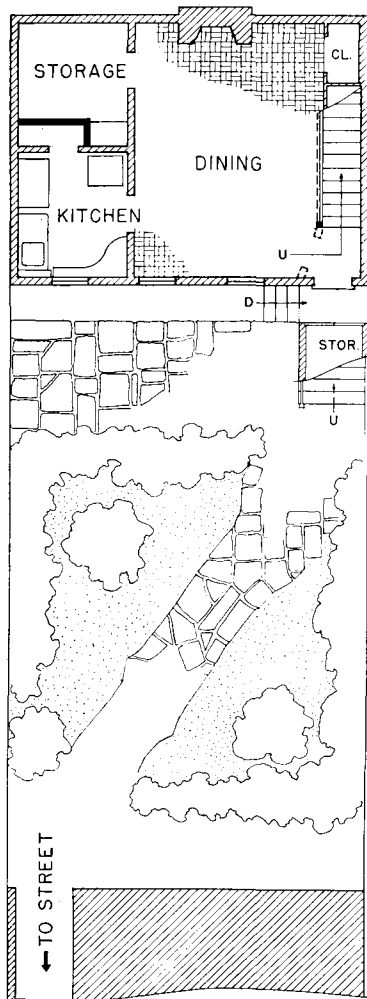 STORAGE
CL.
DINING
KITCHEN
U
D
STOR.
U
←TO STREET